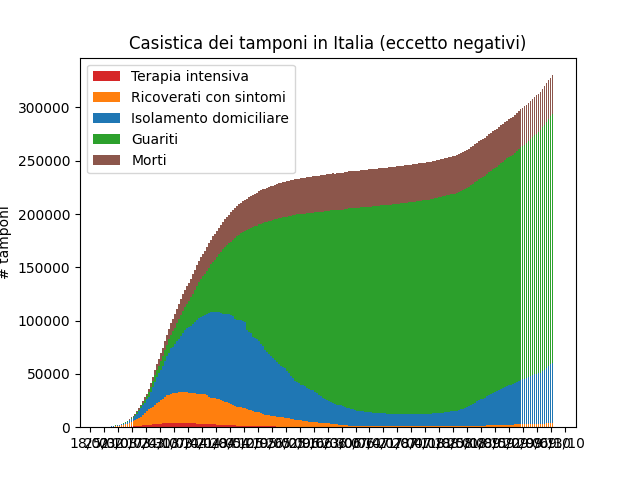 Casistica dei tamponi in Italia (eccetto negativi)
Terapia intensiva
Ricoverati con sintomi
Isolamento domiciliare
Guariti
Morti
300000
250000
200000
150000
100000
50000
0
# tamponi